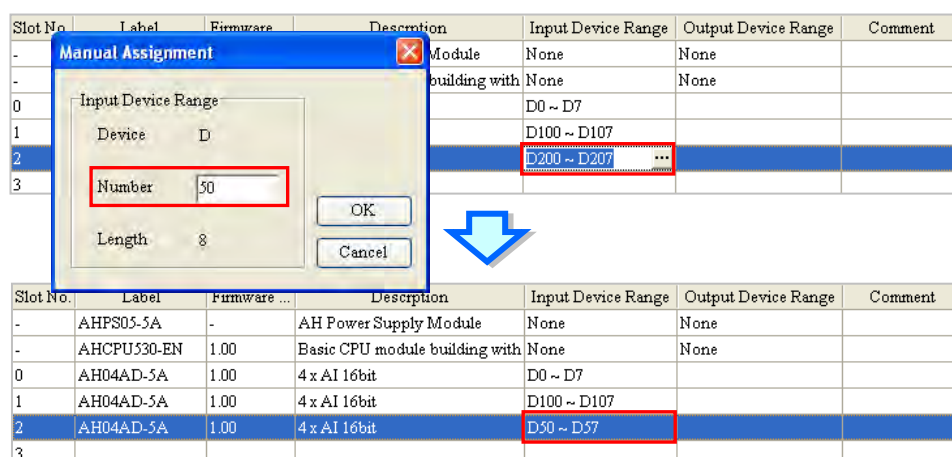 Slot No. Label Firmware Descrption Input Device Range Output Device Range Comment
Manual Assignment
- Module None None
- building with None None
Input Device Range
0 D0 ~ D7
Device D
1 D100 ~ D107
2 D200 ~ D207 ...
3
Number 50
OK
Length 8
Cancel
Slot No. Label Firmware ... Descrption Input Device Range Output Device Range Comment
- AHPS05-5A - AH Power Supply Module None None
- AHCPU530-EN 1.00 Basic CPU module building with None None
0 AH04AD-5A 1.00 4 x AI 16bit D0 ~ D7
1 AH04AD-5A 1.00 4 x AI 16bit D100 ~ D107
2 AH04AD-5A 1.00 4 x AI 16bit D50 ~ D57
3